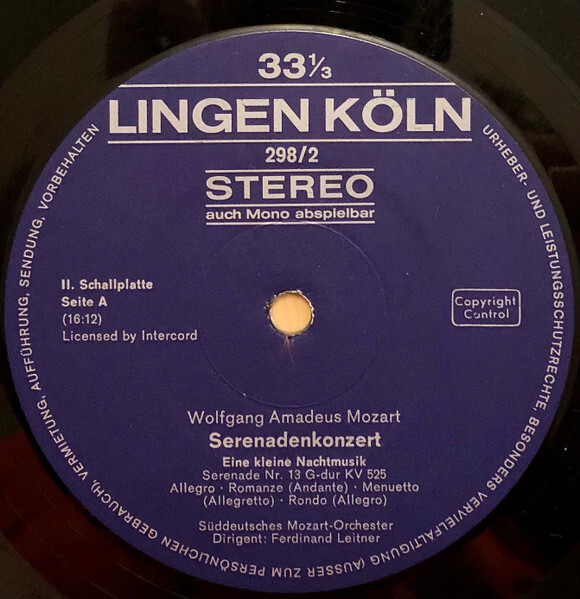 33⅓
LINGEN KÖLN
298/2
STEREO
auch Mono abspielbar
II. Schallplatte
Seite A
(16:12)
Licensed by Intercord
Copyright
Control
Wolfgang Amadeus Mozart
Serenadenkonzert
Eine kleine Nachtmusik
Serenade Nr. 13 G-dur KV 525
Allegro · Romanze (Andante) · Menuetto
(Allegretto) · Rondo (Allegro)
Süddeutsches Mozart-Orchester
Dirigent: Ferdinand Leitner
URHEBER- UND LEISTUNGSSCHUTZRECHTE, BESONDERS VERVIELFÄLTIGUNG (AUSSER ZUM PERSÖNLICHEN GEBRAUCH), VERMIETUNG, AUFFÜHRUNG, SENDUNG, VORBEHALTEN